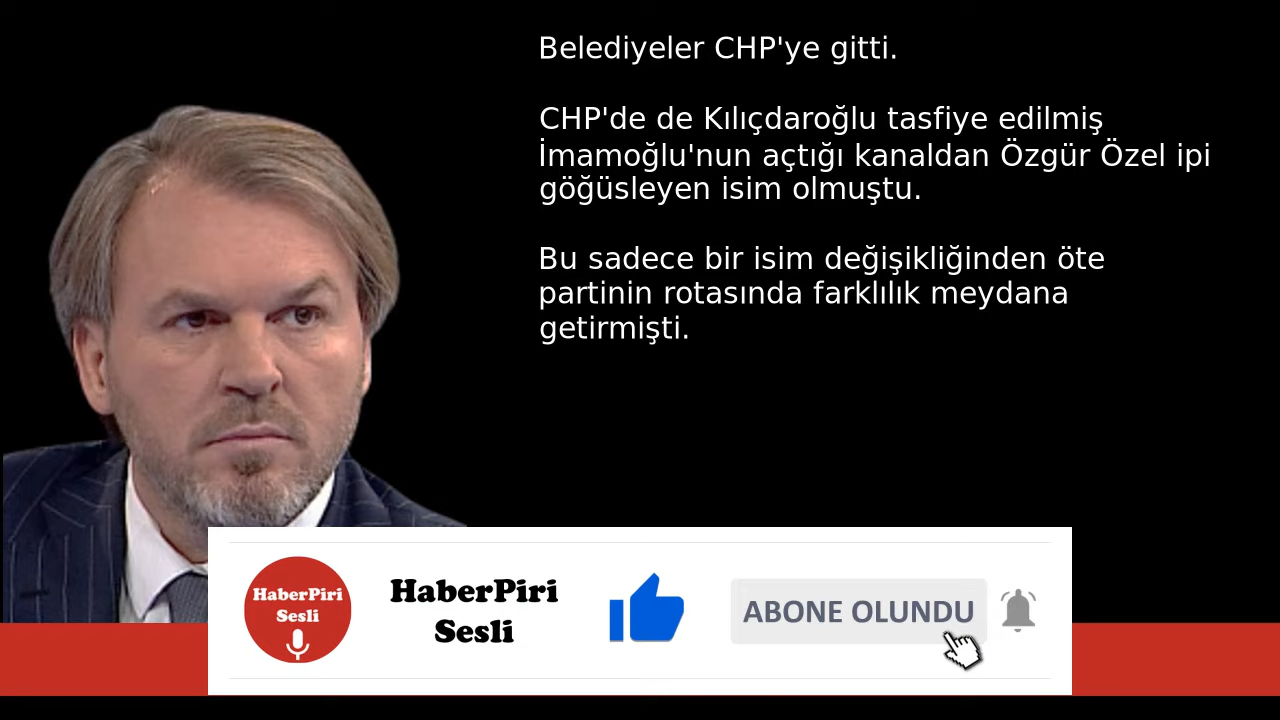 Belediyeler CHP'ye gitti.
CHP'de de Kılıçdaroğlu tasfiye edilmiş
İmamoğlu'nun açtığı kanaldan Özgür Özel ipi
göğüsleyen isim olmuştu.
Bu sadece bir isim değişikliğinden öte
partinin rotasında farklılık meydana
getirmişti.
HaberPiri
Sesli
HaberPiri
Sesli
ABONE OLUNDU